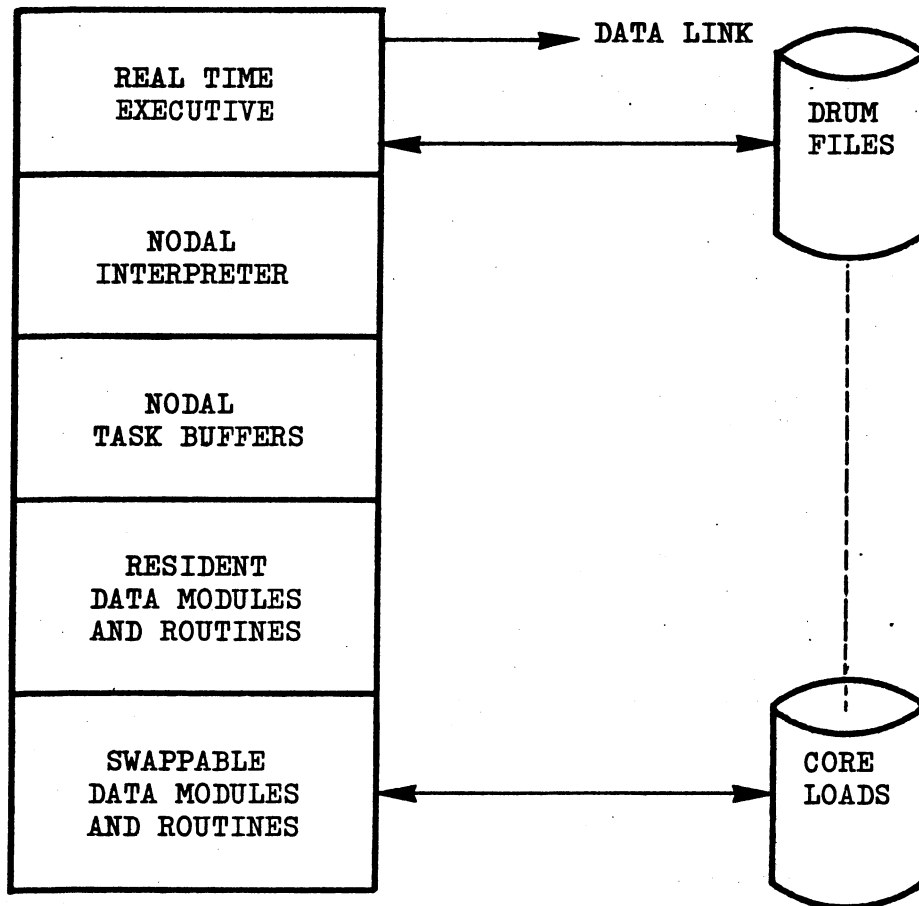 REAL TIME
EXECUTIVE
DATA LINK
DRUM
FILES
NODAL
INTERPRETER
NODAL
TASK BUFFERS
RESIDENT
DATA MODULES
AND ROUTINES
SWAPPABLE
DATA MODULES
AND ROUTINES
CORE
LOADS